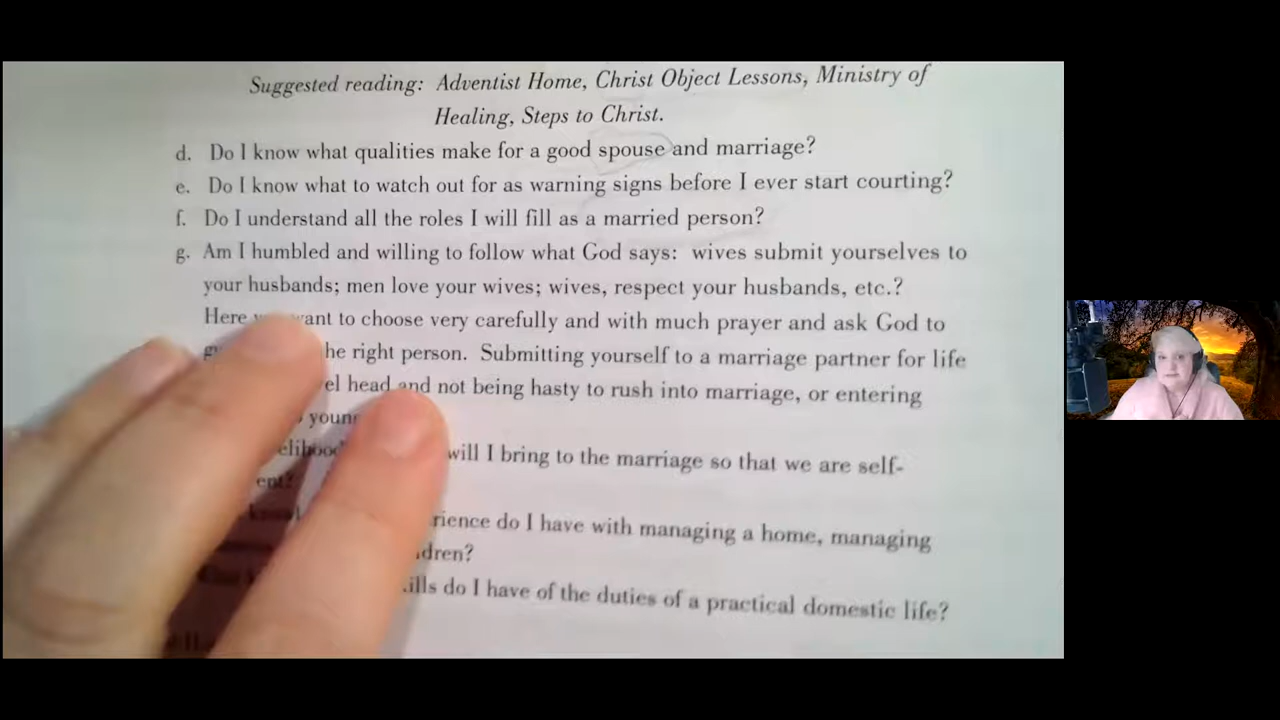 Suggested reading: Adventist Home, Christ Object Lessons, Ministry of
Healing, Steps to Christ.
d. Do I know what qualities make for a good spouse and marriage?
e. Do I know what to watch out for as warning signs before I ever start courting?
f. Do I understand all the roles I will fill as a married person?
g. Am I humbled and willing to follow what God says: wives submit yourselves to
your husbands; men love your wives; wives, respect your husbands, etc.?
Here want to choose very carefully and with much prayer and ask God to
he right person. Submitting yourself to a marriage partner for life
el head and not being hasty to rush into marriage, or entering
young
will I bring to the marriage so that we are self-
ent?
rience do I have with managing a home, managing
dren?
ills do I have of the duties of a practical domestic life?